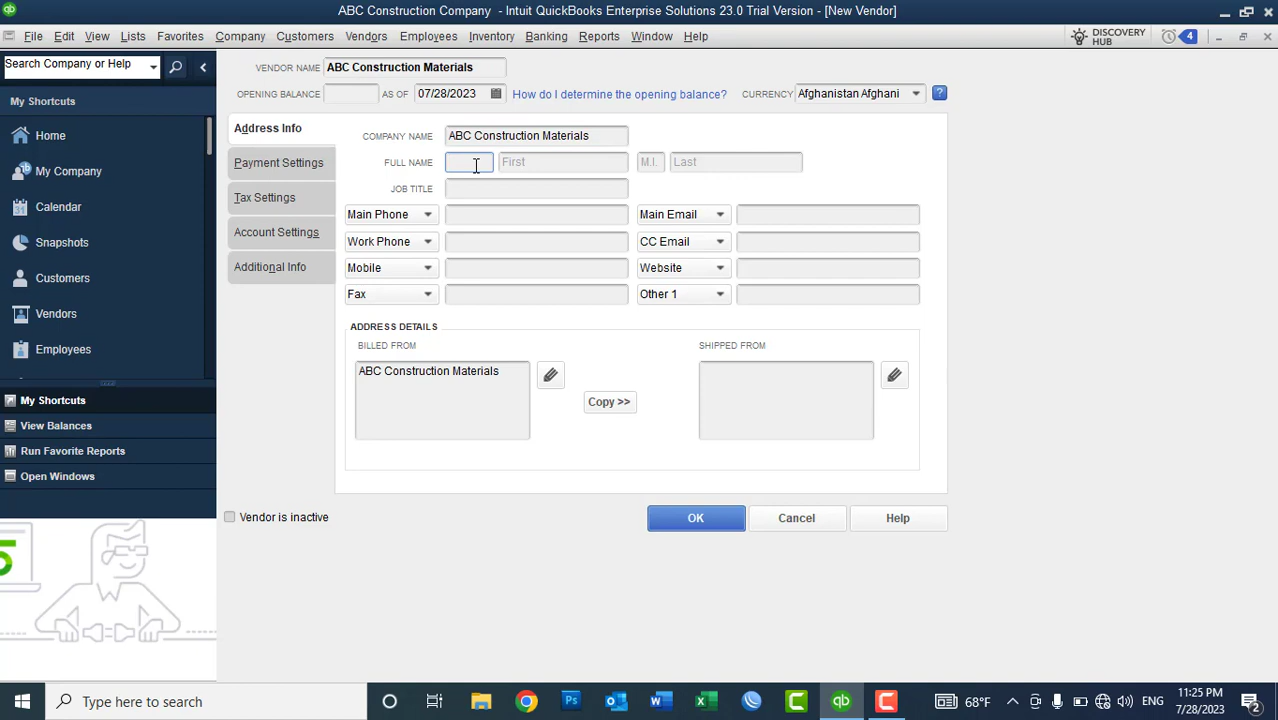 ABC Construction Company - Intuit QuickBooks Enterprise Solutions 23.0 Trial Version - [New Vendor]
File Edit View Lists Favorites Company Customers Vendors Employees Inventory Banking Reports Window Help
DISCOVERY HUB 4
Search Company or Help
My Shortcuts
Home
My Company
Calendar
Snapshots
Customers
Vendors
Employees
My Shortcuts
View Balances
Run Favorite Reports
Open Windows
VENDOR NAME ABC Construction Materials
OPENING BALANCE AS OF 07/28/2023 How do I determine the opening balance? CURRENCY Afghanistan Afghani ?
Address Info
Payment Settings
Tax Settings
Account Settings
Additional Info
COMPANY NAME ABC Construction Materials
FULL NAME First M.I. Last
JOB TITLE
Main Phone Main Email
Work Phone CC Email
Mobile Website
Fax Other 1
ADDRESS DETAILS
BILLED FROM SHIPPED FROM
ABC Construction Materials
Copy >>
Vendor is inactive
OK Cancel Help
Type here to search
68°F ENG
11:25 PM
7/28/2023
2